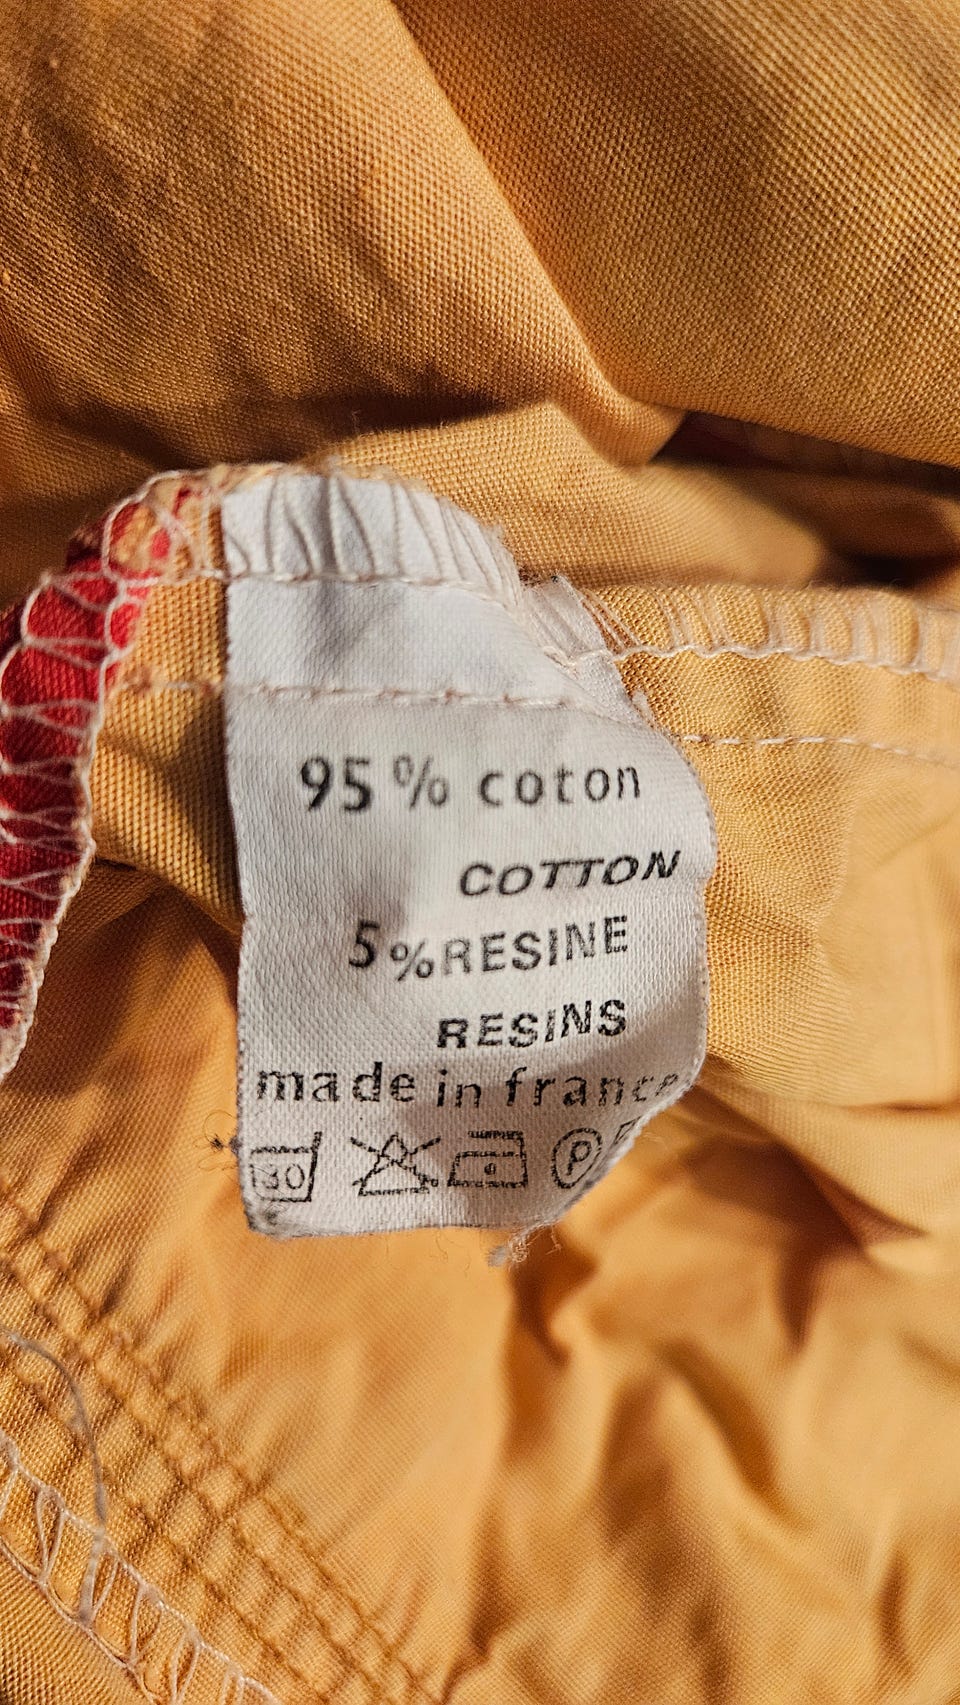 95% coton
COTTON
5%RESINE
RESINS
made in france
30 P